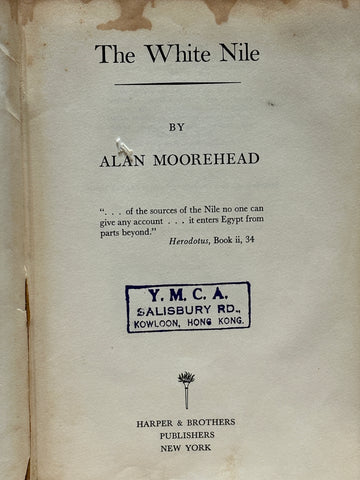 The White Nile
BY
ALAN MOOREHEAD
". . . of the sources of the Nile no one can
give any account . . . it enters Egypt from
parts beyond."
Herodotus, Book ii, 34
Y. M. C. A.
SALISBURY RD.,
KOWLOON, HONG KONG.
HARPER & BROTHERS
PUBLISHERS
NEW YORK